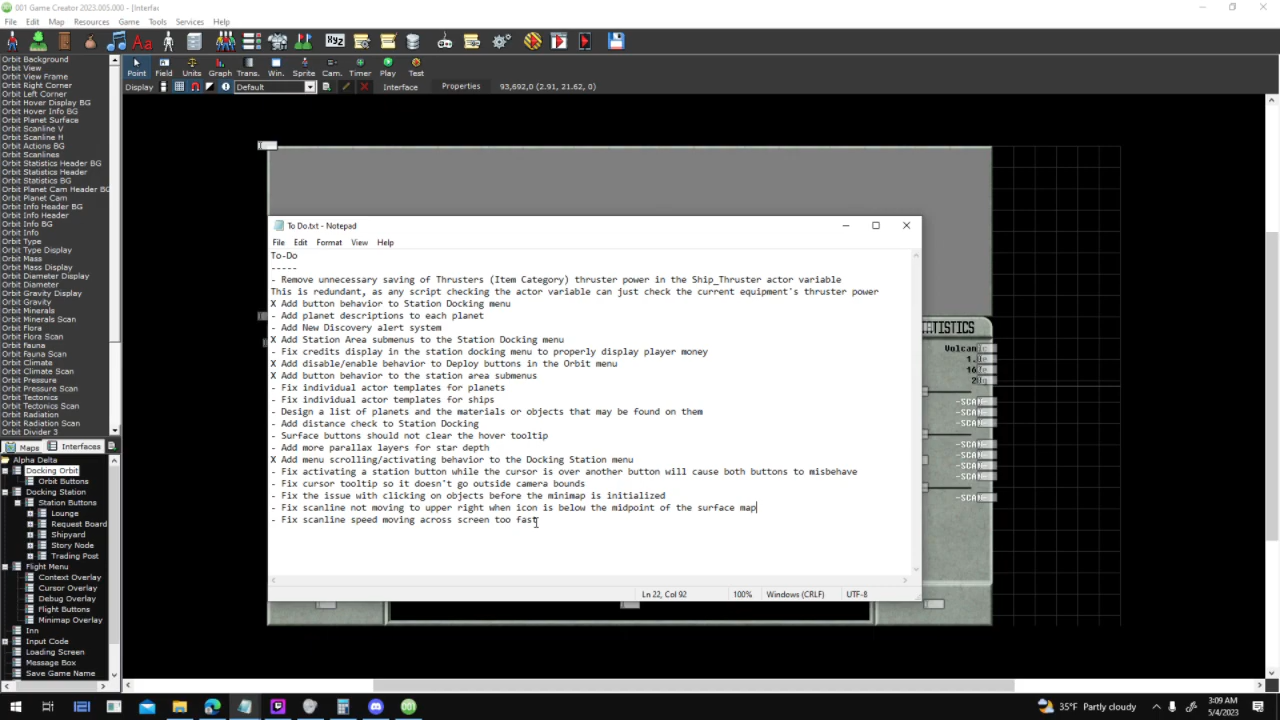 001 Game Creator 2023.005.000 - [Interfac
File Edit Map Resources Game Tools Services Help
Point Field Units Graph Trans. Win. Sprite Cam. Timer Play Test
Display Default Interface Properties 93,692,0 (2.91, 21.62, 0)
Orbit Background
Orbit View
Orbit View Frame
Orbit Right Corner
Orbit Left Corner
Orbit Hover Display BG
Orbit Hover Info BG
Orbit Planet Surface
Orbit Scanline V
Orbit Scanline H
Orbit Actions BG
Orbit Scanlines
Orbit Statistics Header BG
Orbit Statistics Header
Orbit Statistics BG
Orbit Planet Cam Header BG
Orbit Planet Cam
Orbit Info Header BG
Orbit Info Header
Orbit Info BG
Orbit Info
Orbit Type
Orbit Type Display
Orbit Mass
Orbit Mass Display
Orbit Diameter Display
Orbit Diameter
Orbit Gravity Display
Orbit Gravity
Orbit Minerals
Orbit Minerals Scan
Orbit Flora
Orbit Flora Scan
Orbit Fauna
Orbit Fauna Scan
Orbit Climate
Orbit Climate Scan
Orbit Pressure
Orbit Pressure Scan
Orbit Tectonics
Orbit Tectonics Scan
Orbit Radiation
Orbit Radiation Scan
Orbit Divider 3
Maps Interfaces
Alpha Delta
Docking Orbit
Orbit Buttons
Docking Station
Station Buttons
Lounge
Request Board
Shipyard
Story Node
Trading Post
Flight Menu
Context Overlay
Cursor Overlay
Debug Overlay
Flight Buttons
Minimap Overlay
Inn
Input Code
Loading Screen
Message Box
Save Game Name
To Do.txt - Notepad
File Edit Format View Help
To-Do
-----
- Remove unnecessary saving of Thrusters (Item Category) thruster power in the Ship_Thruster actor variable
This is redundant, as any script checking the actor variable can just check the current equipment's thruster power
X Add button behavior to Station Docking menu
- Add planet descriptions to each planet
- Add New Discovery alert system
X Add Station Area submenus to the Station Docking menu
- Fix credits display in the station docking menu to properly display player money
X Add disable/enable behavior to Deploy buttons in the Orbit menu
X Add button behavior to the station area submenus
- Fix individual actor templates for planets
- Fix individual actor templates for ships
- Design a list of planets and the materials or objects that may be found on them
- Add distance check to Station Docking
- Surface buttons should not clear the hover tooltip
- Add more parallax layers for star depth
X Add menu scrolling/activating behavior to the Docking Station menu
- Fix activating a station button while the cursor is over another button will cause both buttons to misbehave
- Fix cursor tooltip so it doesn't go outside camera bounds
- Fix the issue with clicking on objects before the minimap is initialized
- Fix scanline not moving to upper right when icon is below the midpoint of the surface map
- Fix scanline speed moving across screen too fast
Ln 22, Col 92 100% Windows (CRLF) UTF-8
ATISTICS
Volcan
-SCAN-
-SCAN-
-SCAN-
-SCAN-
-SCAN-
-SCAN-
-SCAN-
35°F Partly cloudy
3:09 AM
5/4/2023